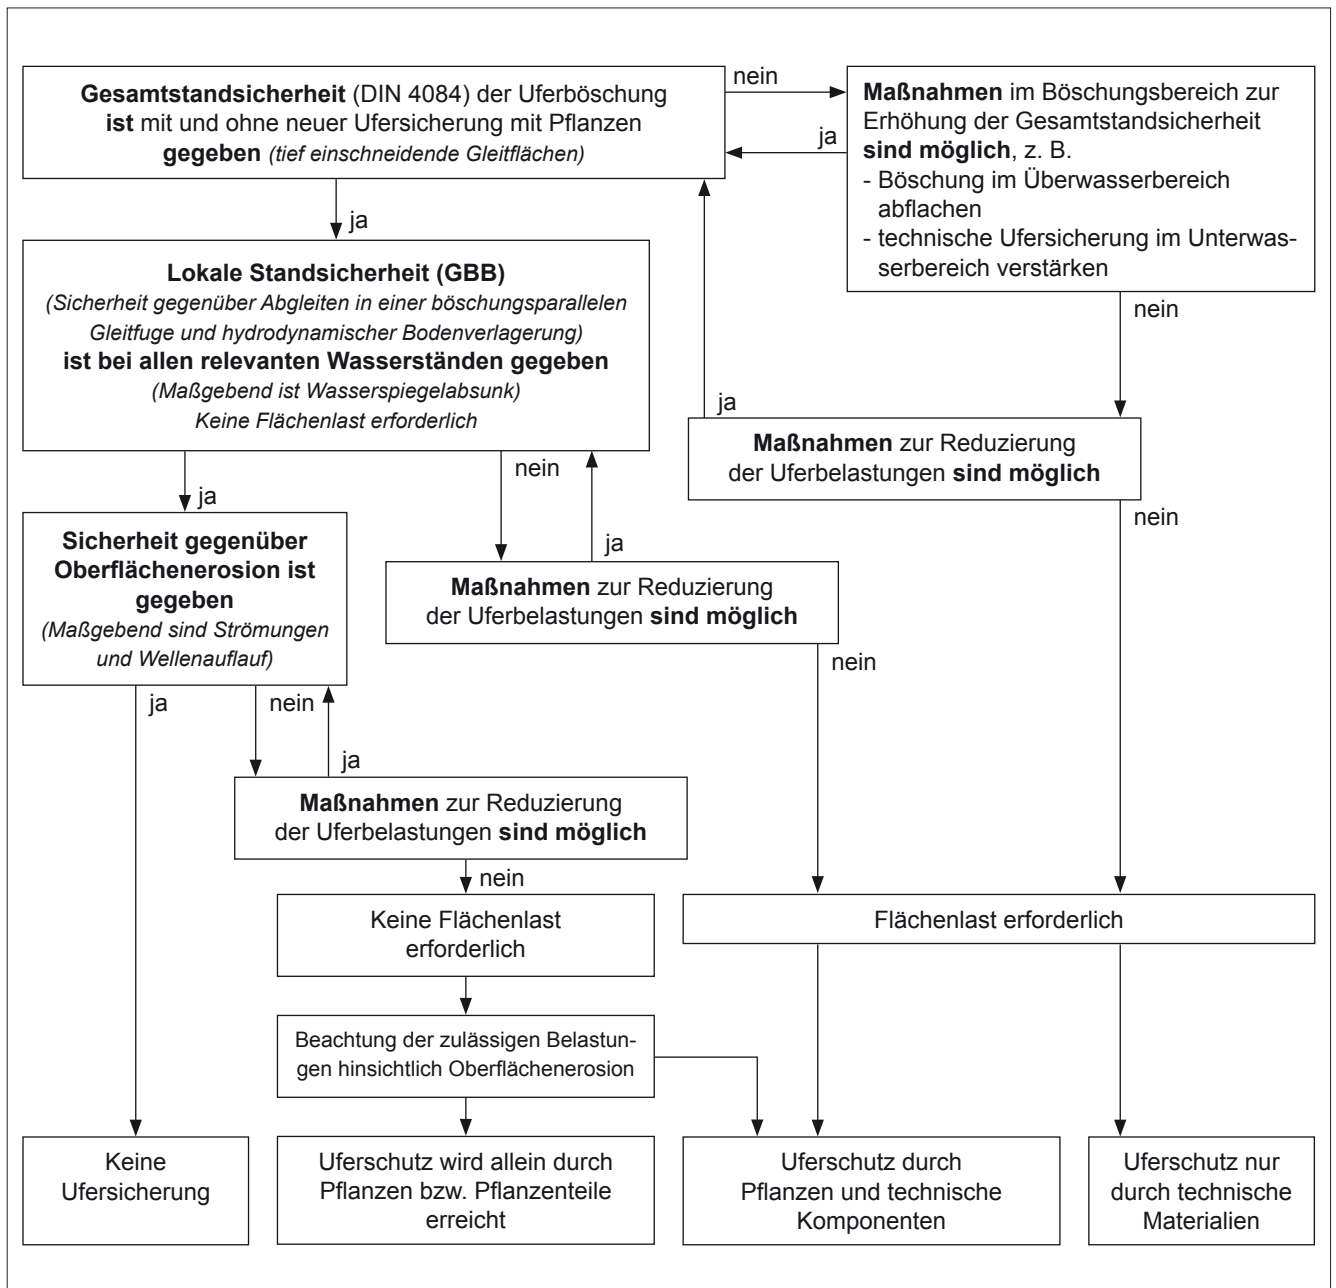 Gesamtstandsicherheit (DIN 4084) der Uferböschung
ist mit und ohne neuer Ufersicherung mit Pflanzen
gegeben (tief einschneidende Gleitflächen)
nein
ja
Maßnahmen im Böschungsbereich zur
Erhöhung der Gesamtstandsicherheit
sind möglich, z. B.
- Böschung im Überwasserbereich
abflachen
- technische Ufersicherung im Unterwas-
serbereich verstärken
ja
nein
Lokale Standsicherheit (GBB)
(Sicherheit gegenüber Abgleiten in einer böschungsparallelen
Gleitfuge und hydrodynamischer Bodenverlagerung)
ist bei allen relevanten Wasserständen gegeben
(Maßgebend ist Wasserspiegelabsunk)
Keine Flächenlast erforderlich
ja
Maßnahmen zur Reduzierung
der Uferbelastungen sind möglich
nein
ja
nein
Sicherheit gegenüber
Oberflächenerosion ist
gegeben
(Maßgebend sind Strömungen
und Wellenauflauf)
ja
Maßnahmen zur Reduzierung
der Uferbelastungen sind möglich
nein
ja
nein
ja
Maßnahmen zur Reduzierung
der Uferbelastungen sind möglich
nein
Keine Flächenlast
erforderlich
Flächenlast erforderlich
Beachtung der zulässigen Belastun-
gen hinsichtlich Oberflächenerosion
Keine
Ufersicherung
Uferschutz wird allein durch
Pflanzen bzw. Pflanzenteile
erreicht
Uferschutz durch
Pflanzen und technische
Komponenten
Uferschutz nur
durch technische
Materialien